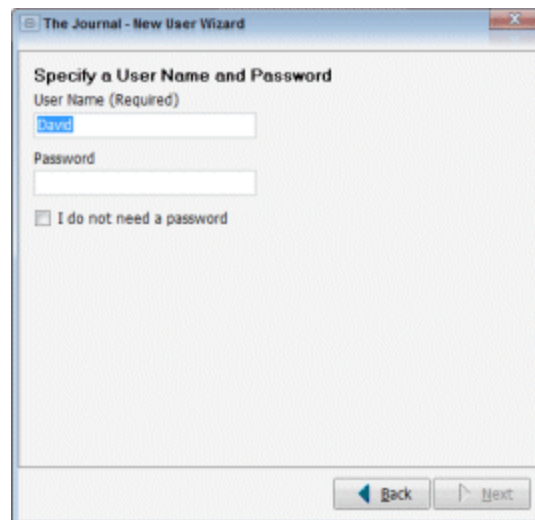 The Journal - New User Wizard
Specify a User Name and Password
User Name (Required)
David
Password
I do not need a password
Back
Next